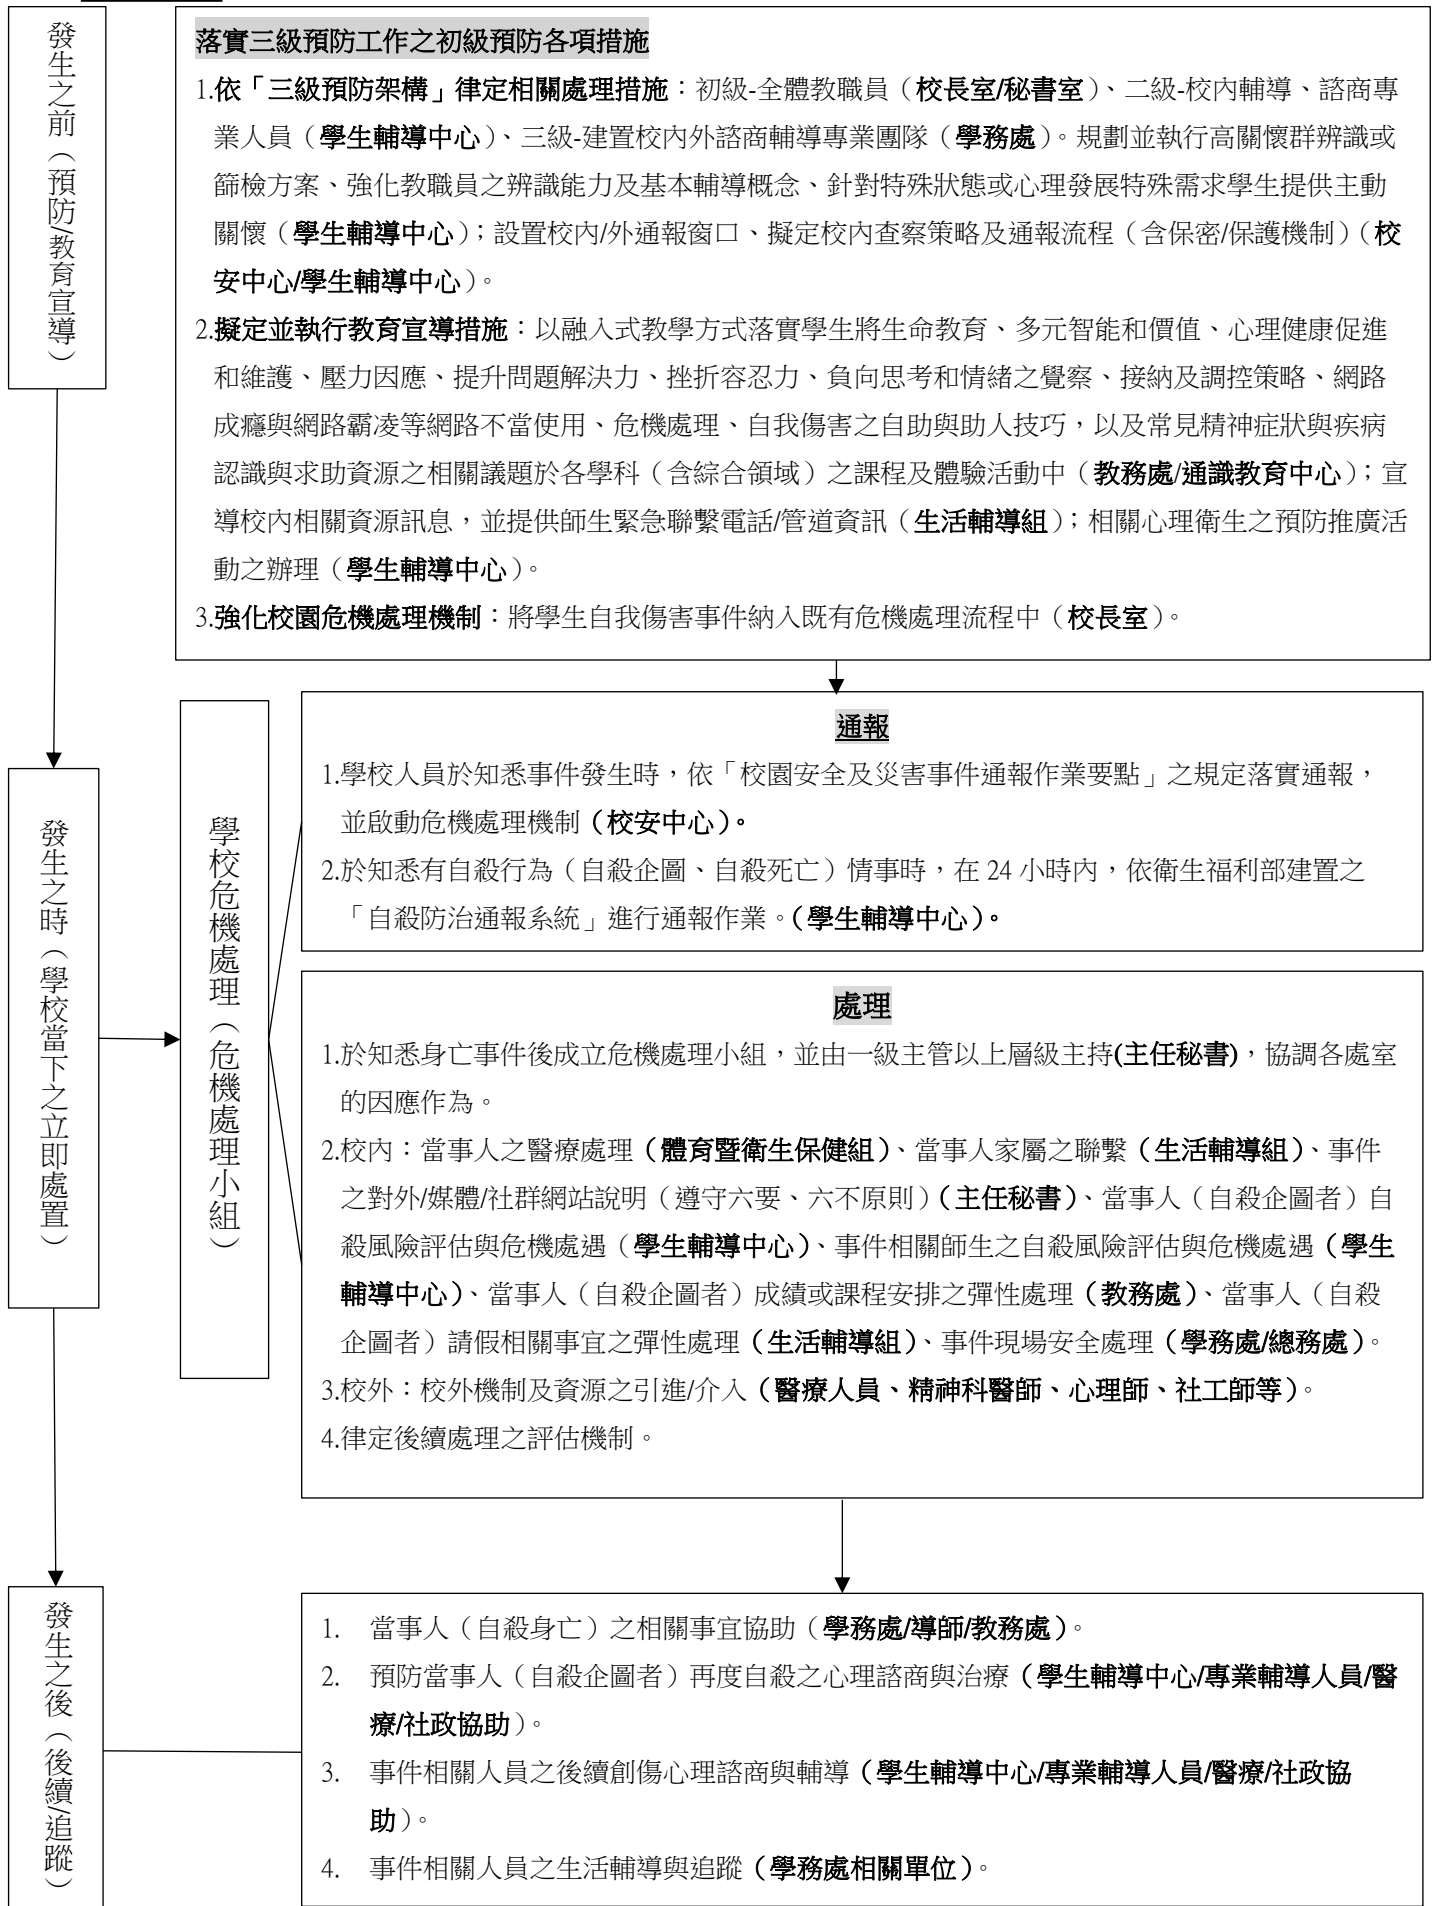 發生之前（預防/教育宣導）
落實三級預防工作之初級預防各項措施
1.依「三級預防架構」律定相關處理措施：初級-全體教職員（校長室/秘書室）、二級-校內輔導、諮商專
業人員（學生輔導中心）、三級-建置校內外諮商輔導專業團隊（學務處）。規劃並執行高關懷群辨識或
篩檢方案、強化教職員之辨識能力及基本輔導概念、針對特殊狀態或心理發展特殊需求學生提供主動
關懷（學生輔導中心）；設置校內/外通報窗口、擬定校內查察策略及通報流程（含保密/保護機制）（校
安中心/學生輔導中心）。
2.擬定並執行教育宣導措施：以融入式教學方式落實學生將生命教育、多元智能和價值、心理健康促進
和維護、壓力因應、提升問題解決力、挫折容忍力、負向思考和情緒之覺察、接納及調控策略、網路
成癮與網路霸凌等網路不當使用、危機處理、自我傷害之自助與助人技巧，以及常見精神症狀與疾病
認識與求助資源之相關議題於各學科（含綜合領域）之課程及體驗活動中（教務處/通識教育中心）；宣
導校內相關資源訊息，並提供師生緊急聯繫電話/管道資訊（生活輔導組）；相關心理衛生之預防推廣活
動之辦理（學生輔導中心）。
3.強化校園危機處理機制：將學生自我傷害事件納入既有危機處理流程中（校長室）。
發生之時（學校當下之立即處置）
學校危機處理（危機處理小組）
通報
1.學校人員於知悉事件發生時，依「校園安全及災害事件通報作業要點」之規定落實通報，
並啟動危機處理機制（校安中心）。
2.於知悉有自殺行為（自殺企圖、自殺死亡）情事時，在 24 小時內，依衛生福利部建置之
「自殺防治通報系統」進行通報作業。（學生輔導中心）。
處理
1.於知悉身亡事件後成立危機處理小組，並由一級主管以上層級主持(主任秘書)，協調各處室
的因應作為。
2.校內：當事人之醫療處理（體育暨衛生保健組）、當事人家屬之聯繫（生活輔導組）、事件
之對外/媒體/社群網站說明（遵守六要、六不原則）（主任秘書）、當事人（自殺企圖者）自
殺風險評估與危機處遇（學生輔導中心）、事件相關師生之自殺風險評估與危機處遇（學生
輔導中心）、當事人（自殺企圖者）成績或課程安排之彈性處理（教務處）、當事人（自殺
企圖者）請假相關事宜之彈性處理（生活輔導組）、事件現場安全處理（學務處/總務處）。
3.校外：校外機制及資源之引進/介入（醫療人員、精神科醫師、心理師、社工師等）。
4.律定後續處理之評估機制。
發生之後（後續/追蹤）
1. 當事人（自殺身亡）之相關事宜協助（學務處/導師/教務處）。
2. 預防當事人（自殺企圖者）再度自殺之心理諮商與治療（學生輔導中心/專業輔導人員/醫
療/社政協助）。
3. 事件相關人員之後續創傷心理諮商與輔導（學生輔導中心/專業輔導人員/醫療/社政協
助）。
4. 事件相關人員之生活輔導與追蹤（學務處相關單位）。